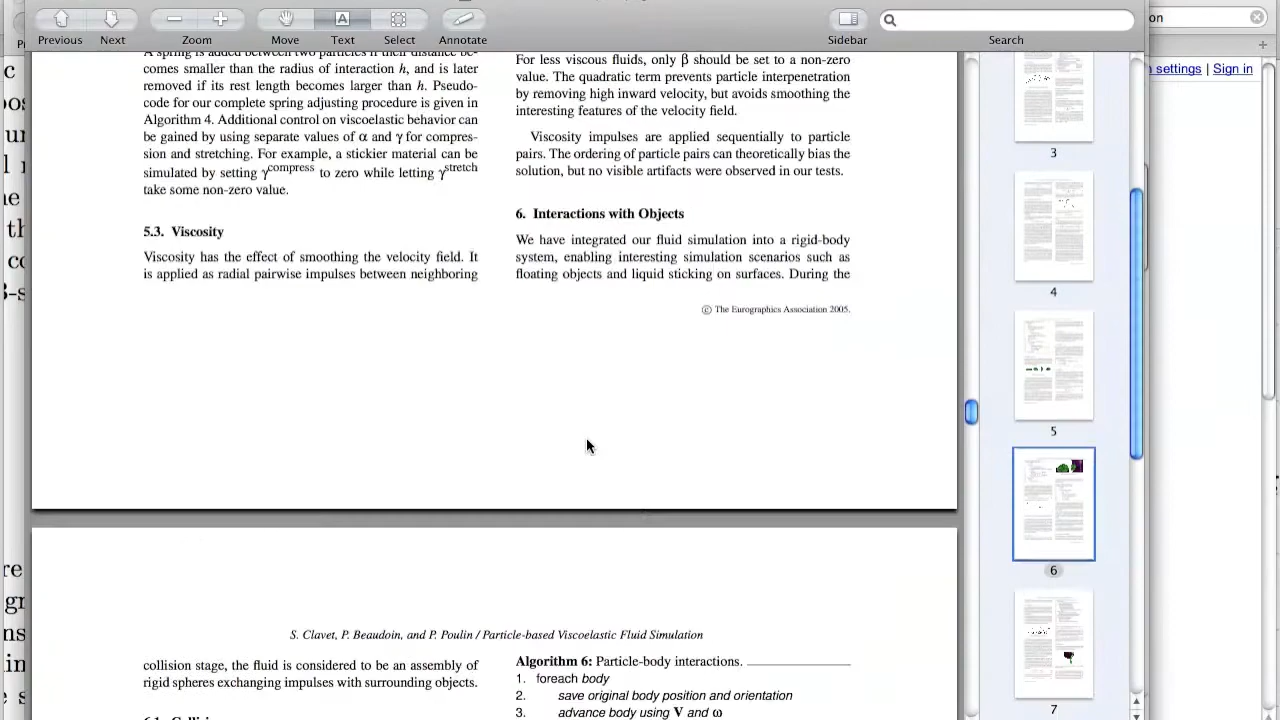 Previous
Next
Zoom
Move
Text
Select
Annotate
Sidebar
Search
on
settings | Sign in
A spring is added between two particles if their distance be-
comes smaller than the radius of interaction h, and is later
removed if its rest length becomes larger than h. Pseudo-
code for our complete spring adjusting procedure is given in
Algorithm 4. Additional control on viscoelastic behavior can
be gained by using separate values of α and γ for compres-
sion and stretching. For example, a stickier material can be
simulated by setting γcompress to zero while letting γstretch
take some non-zero value.
5.3. Viscosity
Viscosity has the effect of smoothing the velocity field. It
is applied as radial pairwise impulses between neighboring
For less viscous fluids, only β should be set to a non-zero
value. The quadratic term prevents particle interpenetration
by removing high inward velocity, but avoids smoothing the
interesting features of the velocity field.
Viscosity impulses are applied sequentially to particle
pairs. The ordering of particle pairs can theoretically bias the
solution, but no visible artifacts were observed in our tests.
6. Interactions with Objects
We have integrated our fluid simulation into a rigid-body
system, enabling interesting simulation scenarios such as
floating objects and liquid sticking on surfaces. During the
© The Eurographics Association 2005.
S. Clavet, P. Beaudoin, and P. Poulin / Particle-based Viscoelastic Fluid Simulation
collision stage, the fluid is considered to be an assembly of
rigid spheres exchanging impulses with surrounding objects.
Algorithm 6: Particle-body interactions.
1. foreach body
2. save original body position and orientation
3. advance body using V and ω
3
4
5
6
7